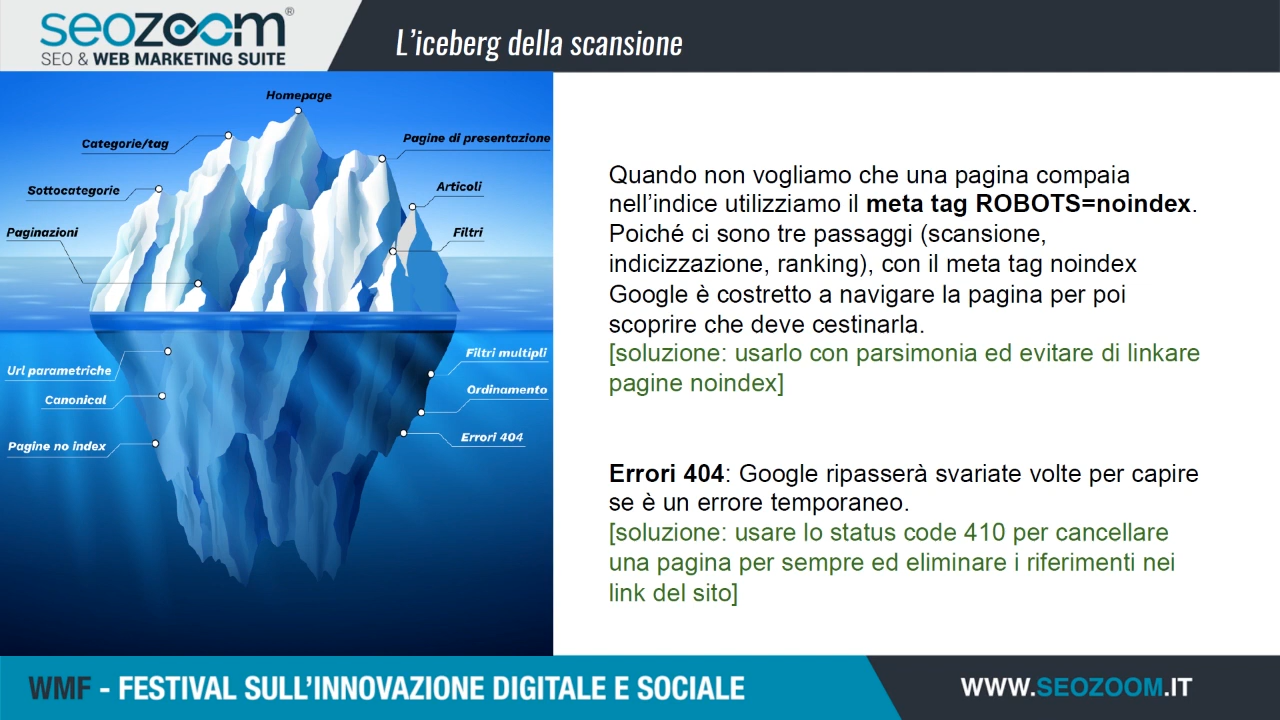 seozoom®
SEO & WEB MARKETING SUITE
L'iceberg della scansione
Homepage
Categorie/tag
Pagine di presentazione
Sottocategorie
Articoli
Paginazioni
Filtri
Url parametriche
Filtri multipli
Canonical
Ordinamento
Pagine no index
Errori 404
Quando non vogliamo che una pagina compaia
nell'indice utilizziamo il meta tag ROBOTS=noindex.
Poiché ci sono tre passaggi (scansione,
indicizzazione, ranking), con il meta tag noindex
Google è costretto a navigare la pagina per poi
scoprire che deve cestinarla.
[soluzione: usarlo con parsimonia ed evitare di linkare
pagine noindex]
Errori 404: Google ripasserà svariate volte per capire
se è un errore temporaneo.
[soluzione: usare lo status code 410 per cancellare
una pagina per sempre ed eliminare i riferimenti nei
link del sito]
WMF - FESTIVAL SULL'INNOVAZIONE DIGITALE E SOCIALE
WWW.SEOZOOM.IT